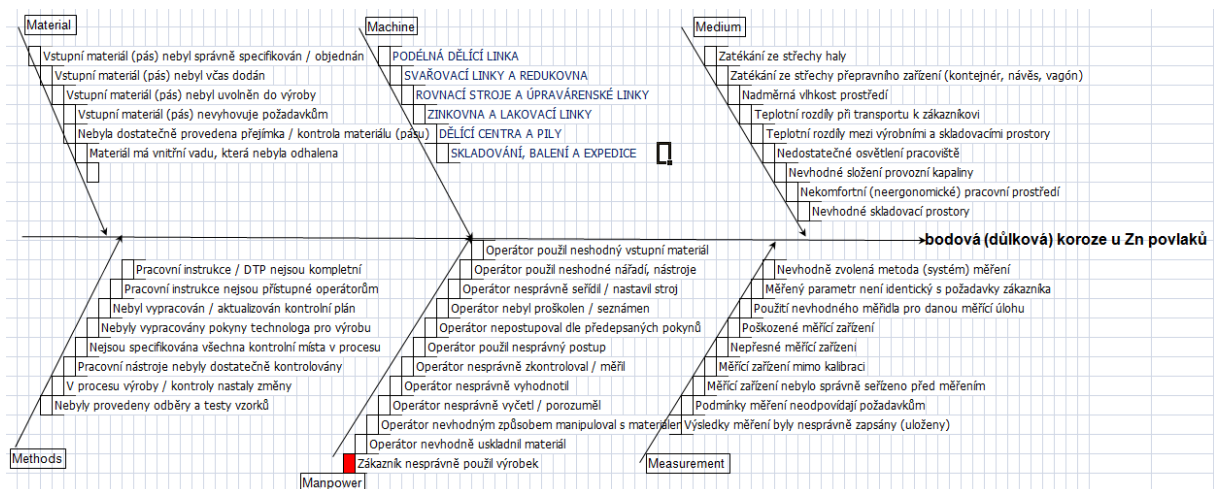 Material
Vstupní materiál (pás) nebyl správně specifikován / objednán
Vstupní materiál (pás) nebyl včas dodán
Vstupní materiál (pás) nebyl uvolněn do výroby
Vstupní materiál (pás) nevyhovuje požadavkům
Nebyla dostatečně provedena přejímka / kontrola materiálu (pásu)
Materiál má vnitřní vadu, která nebyla odhalena
Machine
PODÉLNÁ DĚLÍCÍ LINKA
SVAŘOVACÍ LINKY A REDUKOVNA
ROVNACÍ STROJE A ÚPRAVÁRENSKÉ LINKY
ZINKOVNA A LAKOVACÍ LINKY
DĚLÍCÍ CENTRA A PILY
SKLADOVÁNÍ, BALENÍ A EXPEDICE
Medium
Zatékání ze střechy haly
Zatékání ze střechy přepravního zařízení (kontejnér, návěs, vagón)
Nadměrná vlhkost prostředí
Teplotní rozdíly při transportu k zákazníkovi
Teplotní rozdíly mezi výrobními a skladovacími prostory
Nedostatečné osvětlení pracoviště
Nevhodné složení provozní kapaliny
Nekomfortní (neergonomické) pracovní prostředí
Nevhodné skladovací prostory
bodová (důlková) koroze u Zn povlaků
Pracovní instrukce / DTP nejsou kompletní
Pracovní instrukce nejsou přístupné operátorům
Nebyl vypracován / aktualizován kontrolní plán
Nebyly vypracovány pokyny technologa pro výrobu
Nejsou specifikována všechna kontrolní místa v procesu
Pracovní nástroje nebyly dostatečně kontrolovány
V procesu výroby / kontroly nastaly změny
Nebyly provedeny odběry a testy vzorků
Methods
Operátor použil neshodný vstupní materiál
Operátor použil neshodné nářadí, nástroje
Operátor nesprávně seřídil / nastavil stroj
Operátor nebyl proškolen / seznámen
Operátor nepostupoval dle předepsaných pokynů
Operátor použil nesprávný postup
Operátor nesprávně zkontroloval / měřil
Operátor nesprávně vyhodnotil
Operátor nesprávně vyčetl / porozuměl
Operátor nevhodným způsobem manipuloval s materiálem
Operátor nevhodně uskladnil materiál
Zákazník nesprávně použil výrobek
Manpower
Nevhodně zvolená metoda (systém) měření
Měřený parametr není identický s požadavky zákazníka
Použití nevhodného měřidla pro danou měřící úlohu
Poškozené měřící zařízení
Nepřesné měřící zařízení
Měřící zařízení mimo kalibraci
Měřící zařízení nebylo správně seřízeno před měřením
Podmínky měření neodpovídají požadavkům
Výsledky měření byly nesprávně zapsány (uloženy)
Measurement